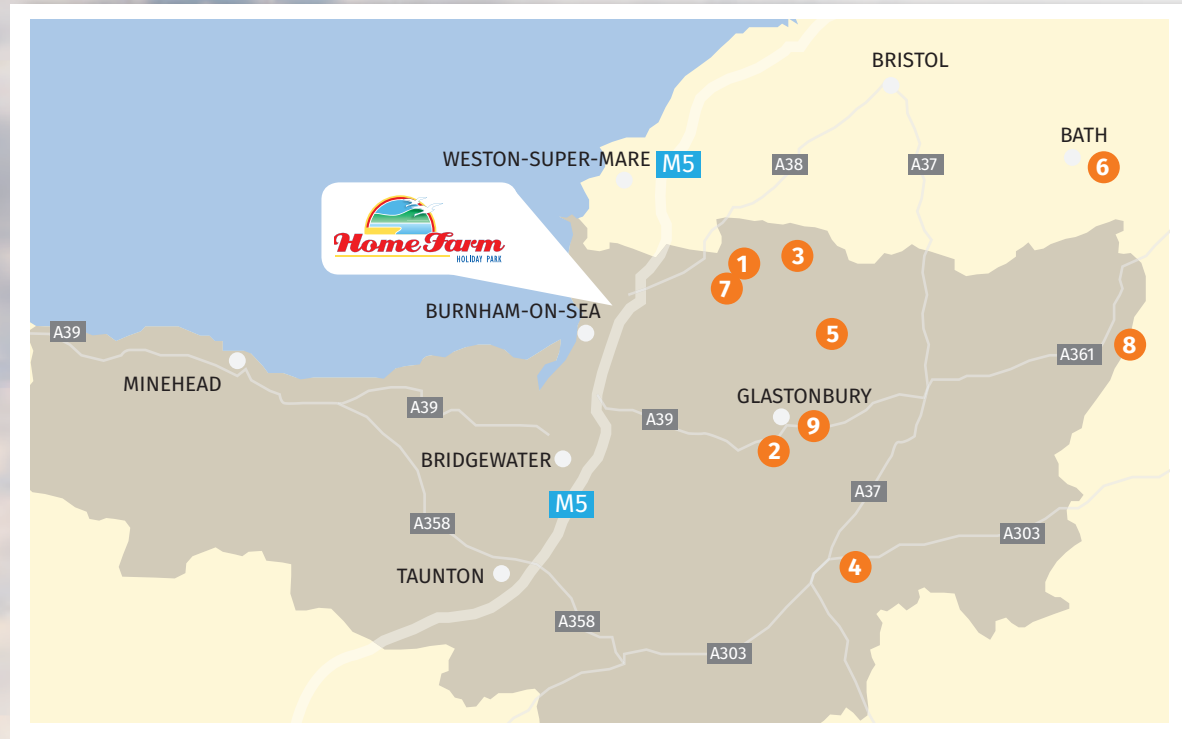 BRISTOL
BATH
WESTON-SUPER-MARE
M5
A38
A37
6
Home Farm
HOLIDAY PARK
3
1
7
BURNHAM-ON-SEA
A39
5
8
A361
MINEHEAD
GLASTONBURY
A39
A39
9
2
BRIDGEWATER
A37
M5
A358
A303
4
TAUNTON
A358
A303